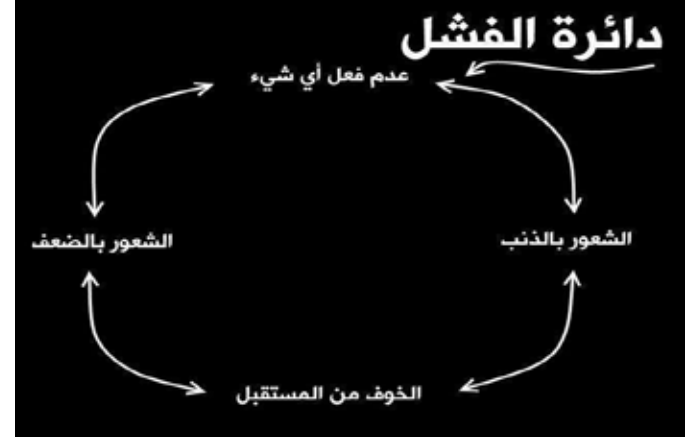 دائرة الفشل
عدم فعل أي شيء
الشعور بالذنب
الشعور بالضعف
الخوف من المستقبل